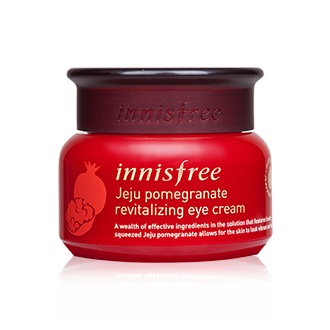 innisfree
innisfree
Jeju pomegranate
revitalizing eye cream
A wealth of effective ingredients in the solution that features
squeezed Jeju pomegranate allows for the skin to look vibrant